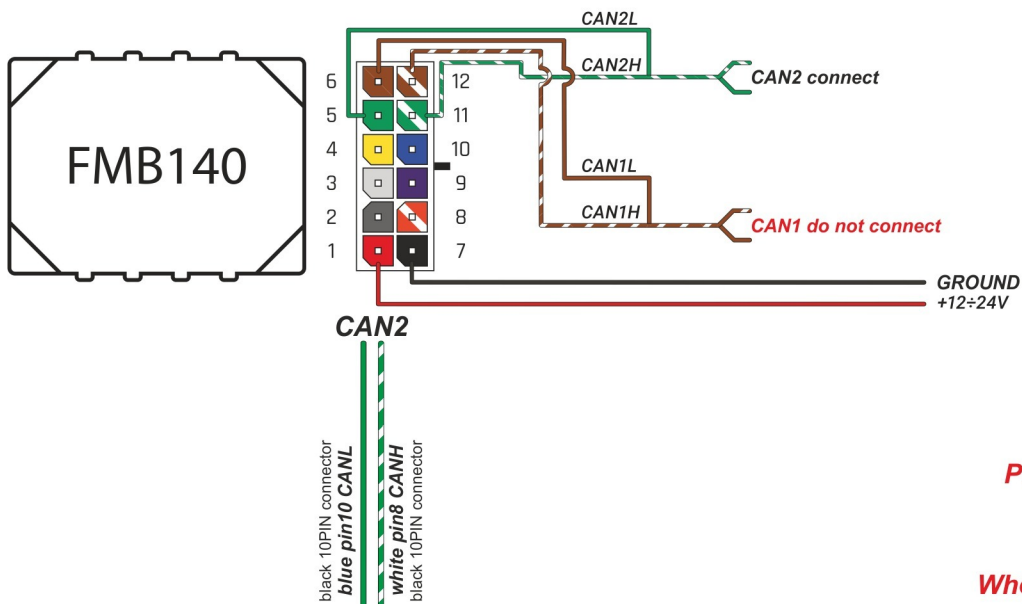 FMB140
CAN2L
CAN2H
CAN2 connect
6
12
5
11
4
10
3
9
2
8
1
7
CAN1L
CAN1H
CAN1 do not connect
GROUND
+12÷24V
CAN2
black 10PIN connector
blue pin10 CANL
white pin8 CANH
black 10PIN connector